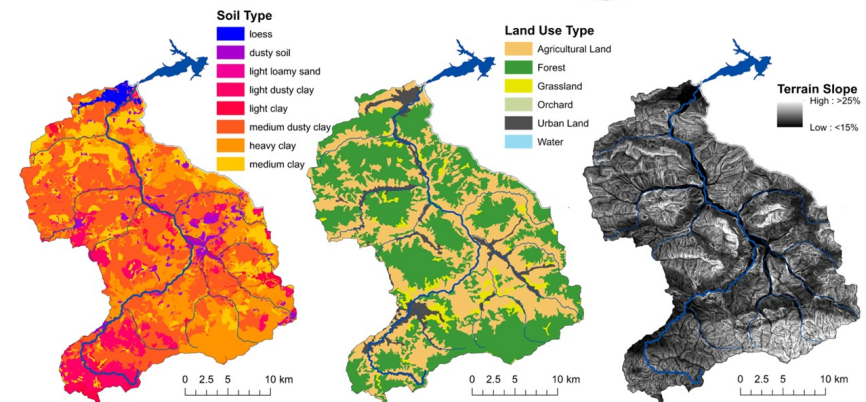 Soil Type
loess
dusty soil
light loamy sand
light dusty clay
light clay
medium dusty clay
heavy clay
medium clay
0 2.5 5 10 km
Land Use Type
Agricultural Land
Forest
Grassland
Orchard
Urban Land
Water
0 2.5 5 10 km
Terrain Slope
High : >25%
Low : <15%
0 2.5 5 10 km